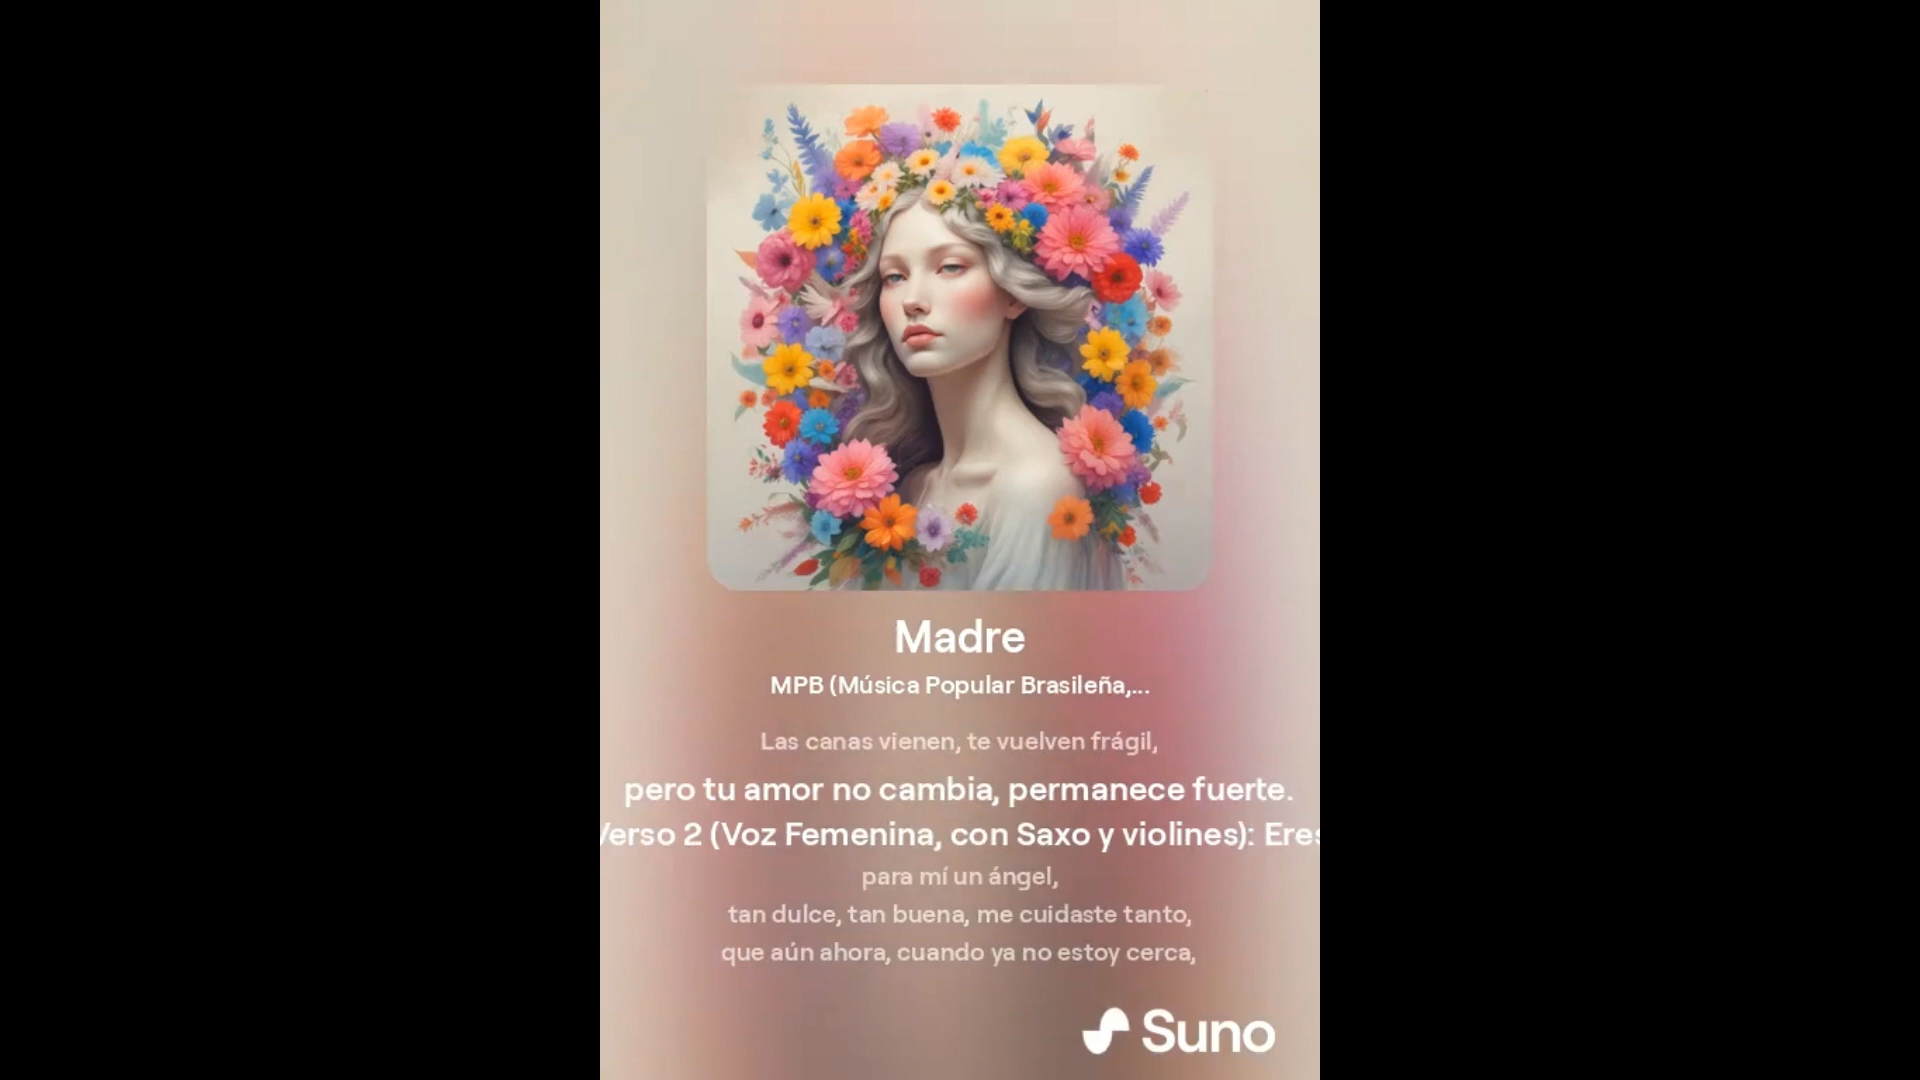 Madre
MPB (Música Popular Brasileña,...
Las canas vienen, te vuelven frágil,
pero tu amor no cambia, permanece fuerte.
Verso 2 (Voz Femenina, con Saxo y violines): Eres
para mí un ángel,
tan dulce, tan buena, me cuidaste tanto,
que aún ahora, cuando ya no estoy cerca,
Suno